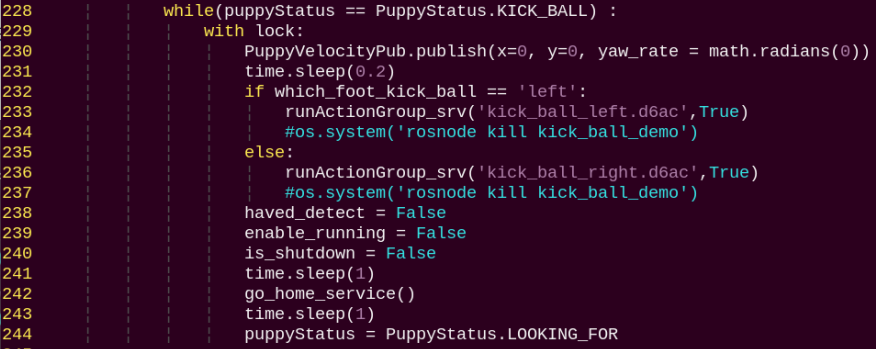 228 while(puppyStatus == PuppyStatus.KICK_BALL) :
229 with lock:
230 PuppyVelocityPub.publish(x=0, y=0, yaw_rate = math.radians(0))
231 time.sleep(0.2)
232 if which_foot_kick_ball == 'left':
233 runActionGroup_srv('kick_ball_left.d6ac',True)
234 #os.system('rosnode kill kick_ball_demo')
235 else:
236 runActionGroup_srv('kick_ball_right.d6ac',True)
237 #os.system('rosnode kill kick_ball_demo')
238 haved_detect = False
239 enable_running = False
240 is_shutdown = False
241 time.sleep(1)
242 go_home_service()
243 time.sleep(1)
244 puppyStatus = PuppyStatus.LOOKING_FOR